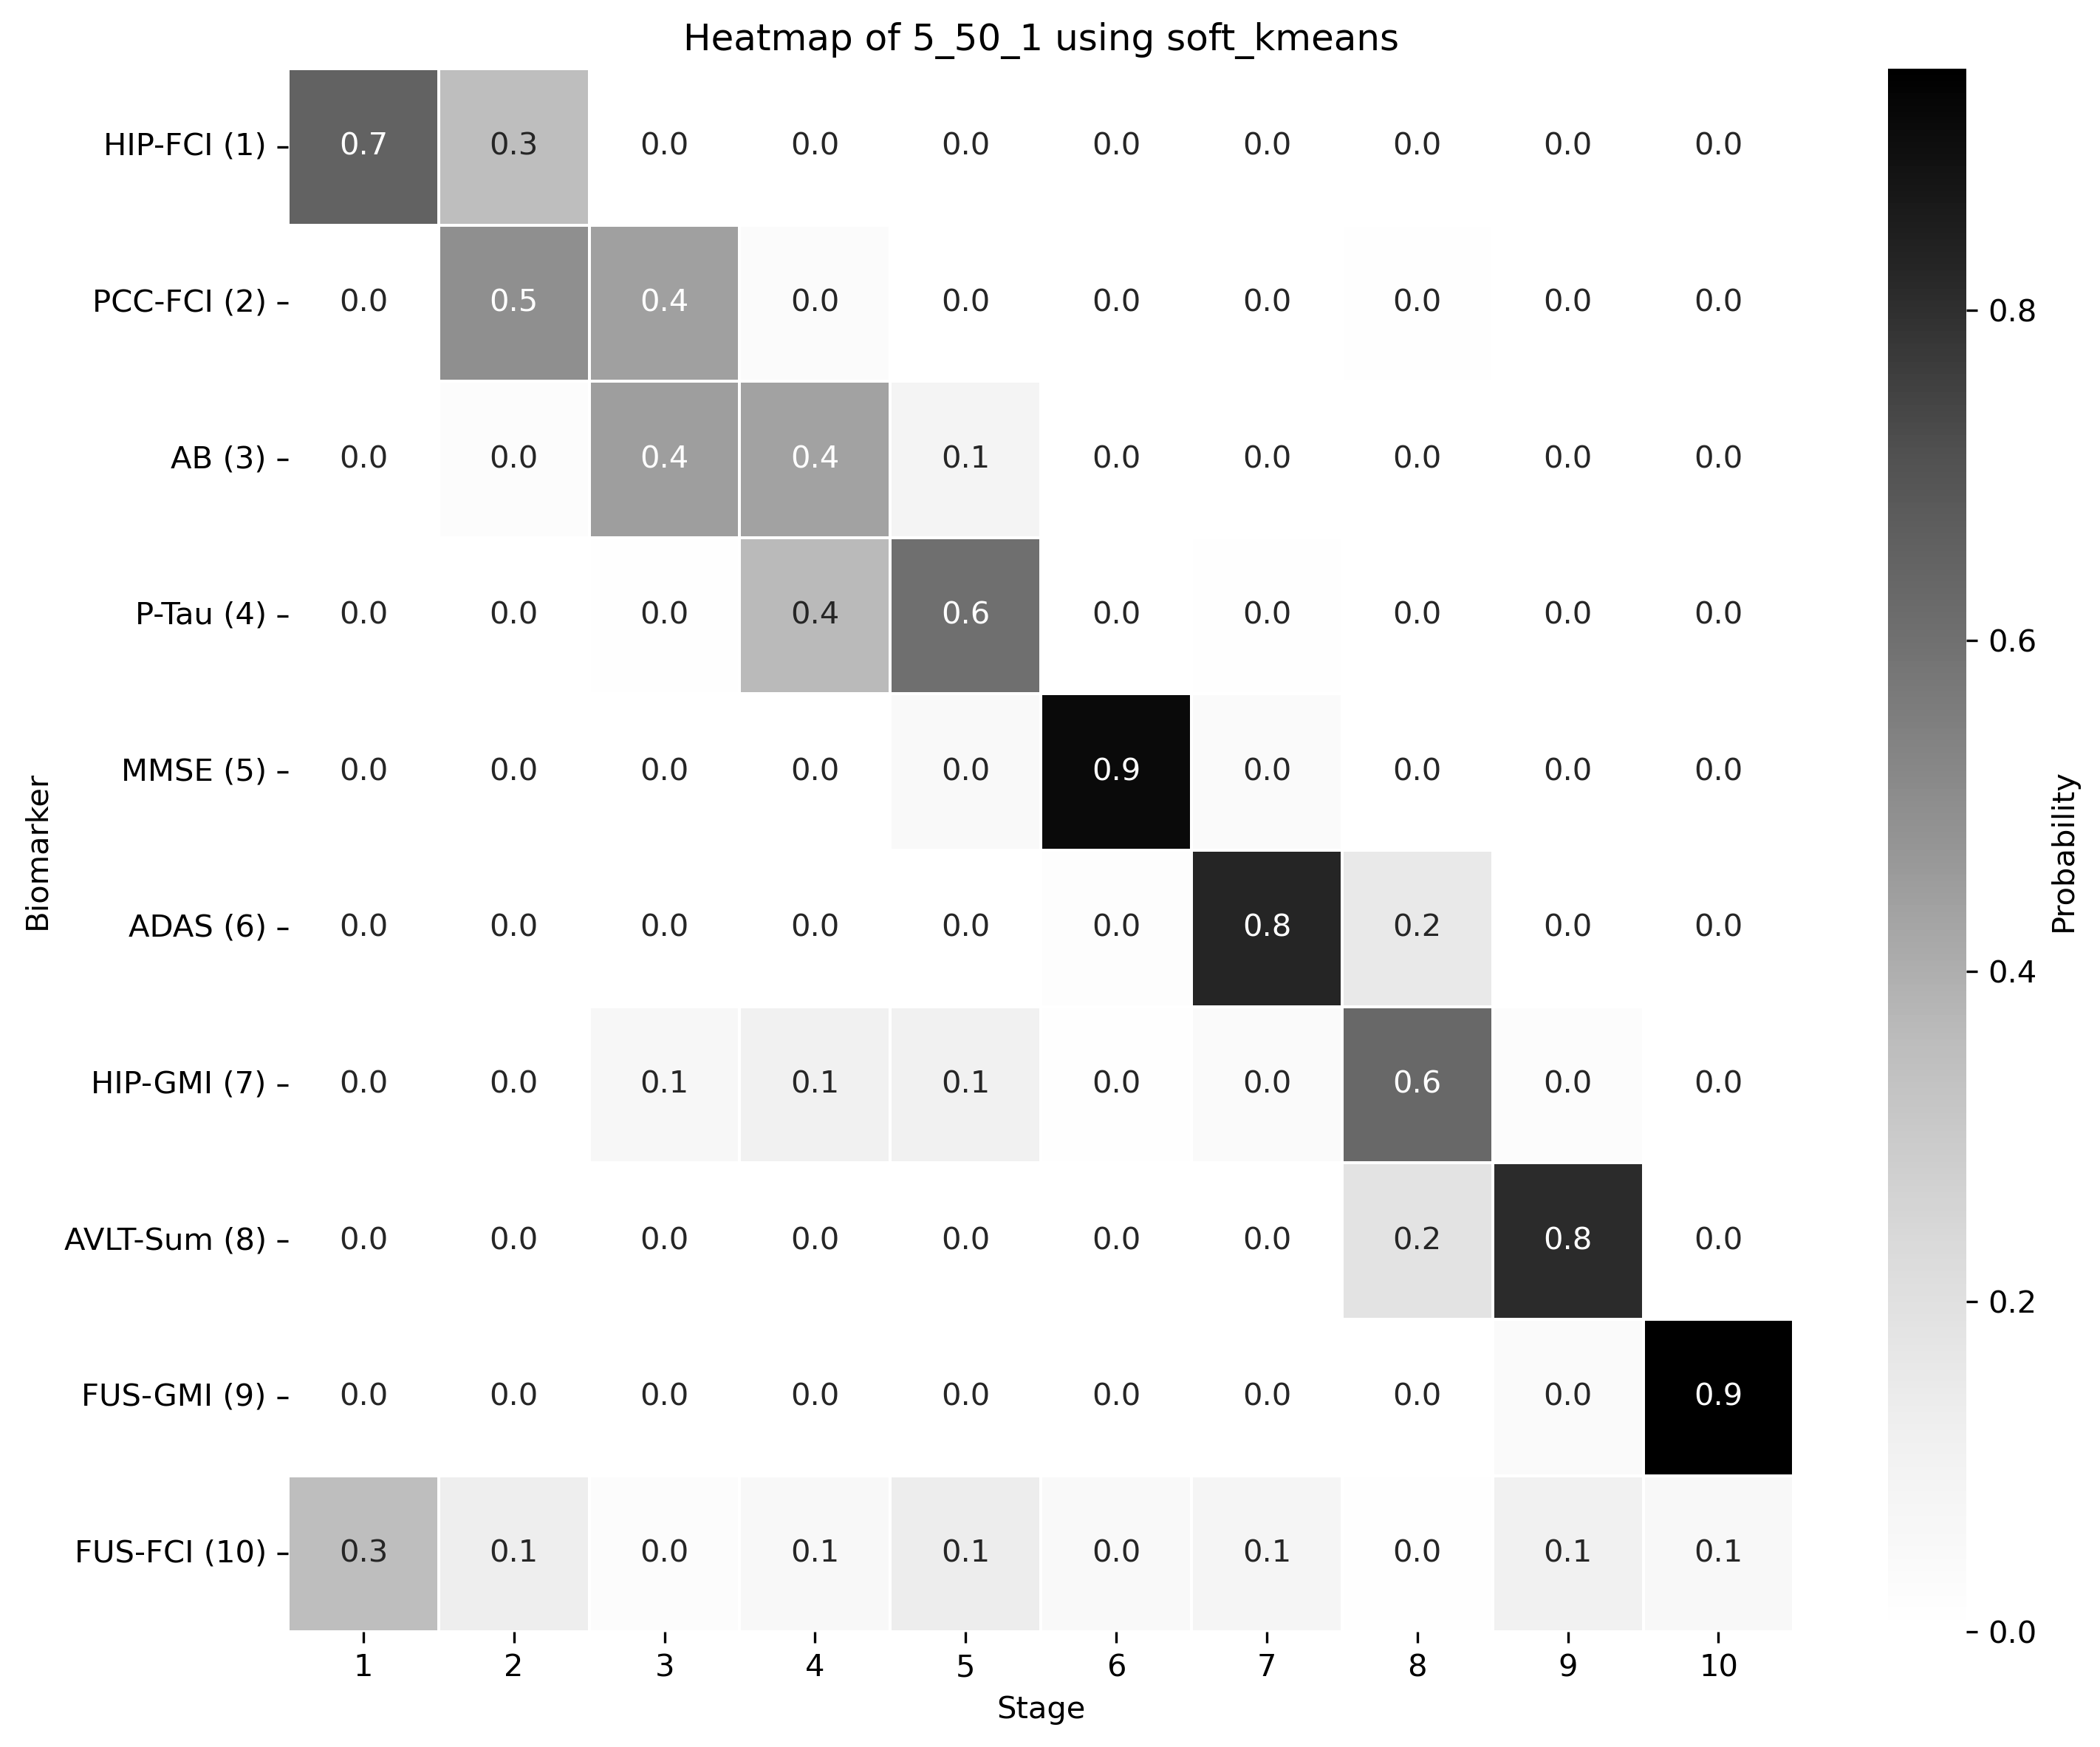 Heatmap of 5_50_1 using soft_kmeans
HIP-FCI (1) 0.7 0.3 0.0 0.0 0.0 0.0 0.0 0.0 0.0 0.0
PCC-FCI (2) 0.0 0.5 0.4 0.0 0.0 0.0 0.0 0.0 0.0 0.0
AB (3) 0.0 0.0 0.4 0.4 0.1 0.0 0.0 0.0 0.0 0.0
P-Tau (4) 0.0 0.0 0.0 0.4 0.6 0.0 0.0 0.0 0.0 0.0
MMSE (5) 0.0 0.0 0.0 0.0 0.0 0.9 0.0 0.0 0.0 0.0
ADAS (6) 0.0 0.0 0.0 0.0 0.0 0.0 0.8 0.2 0.0 0.0
HIP-GMI (7) 0.0 0.0 0.1 0.1 0.1 0.0 0.0 0.6 0.0 0.0
AVLT-Sum (8) 0.0 0.0 0.0 0.0 0.0 0.0 0.0 0.2 0.8 0.0
FUS-GMI (9) 0.0 0.0 0.0 0.0 0.0 0.0 0.0 0.0 0.0 0.9
FUS-FCI (10) 0.3 0.1 0.0 0.1 0.1 0.0 0.1 0.0 0.1 0.1
1 2 3 4 5 6 7 8 9 10
Stage
Biomarker
0.8
0.6
0.4
0.2
0.0
Probability